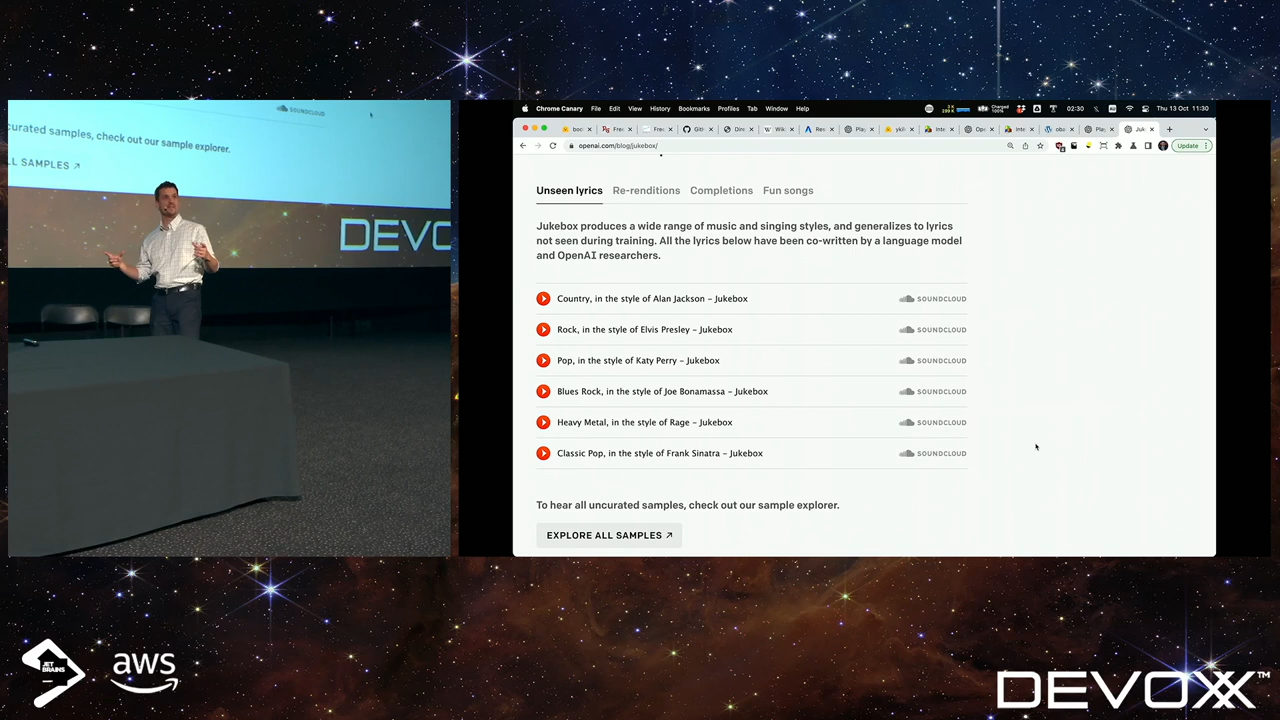 SOUNDCLOUD
curated samples, check out our sample explorer.
ALL SAMPLES ↗
DEVO
Chrome Canary File Edit View History Bookmarks Profiles Tab Window Help
Charged
100%
02:30
Thu 13 Oct 11:30
openai.com/blog/jukebox/
Update
Unseen lyrics Re-renditions Completions Fun songs
Jukebox produces a wide range of music and singing styles, and generalizes to lyrics
not seen during training. All the lyrics below have been co-written by a language model
and OpenAI researchers.
Country, in the style of Alan Jackson – Jukebox SOUNDCLOUD
Rock, in the style of Elvis Presley – Jukebox SOUNDCLOUD
Pop, in the style of Katy Perry – Jukebox SOUNDCLOUD
Blues Rock, in the style of Joe Bonamassa – Jukebox SOUNDCLOUD
Heavy Metal, in the style of Rage – Jukebox SOUNDCLOUD
Classic Pop, in the style of Frank Sinatra – Jukebox SOUNDCLOUD
To hear all uncurated samples, check out our sample explorer.
EXPLORE ALL SAMPLES ↗
JET
BRAINS
aws
DEVOXX™